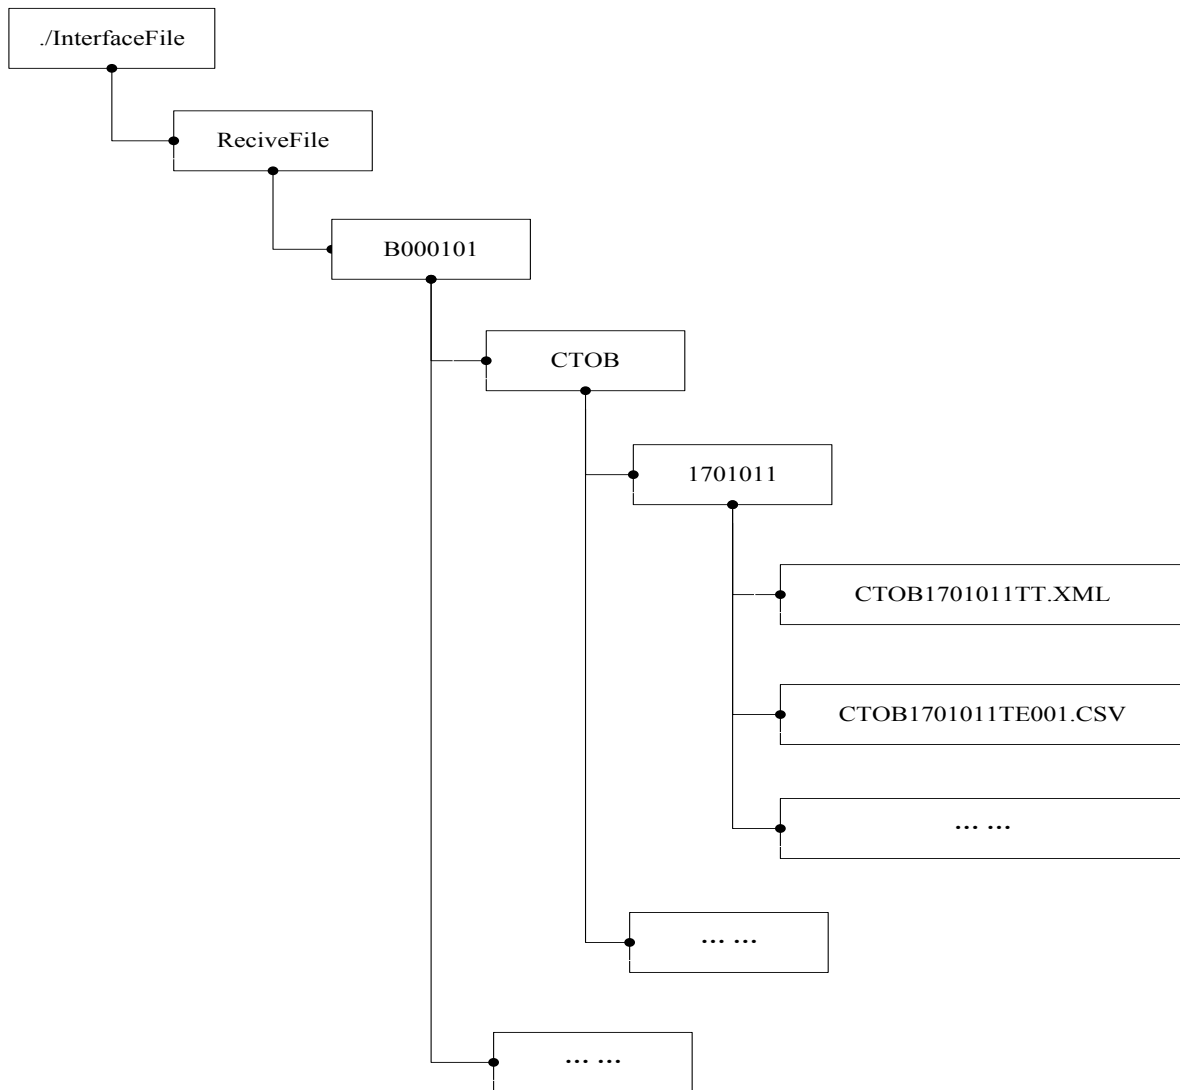 ./InterfaceFile
ReciveFile
B000101
CTOB
1701011
CTOB1701011TT.XML
CTOB1701011TE001.CSV
... ...
... ...
... ...